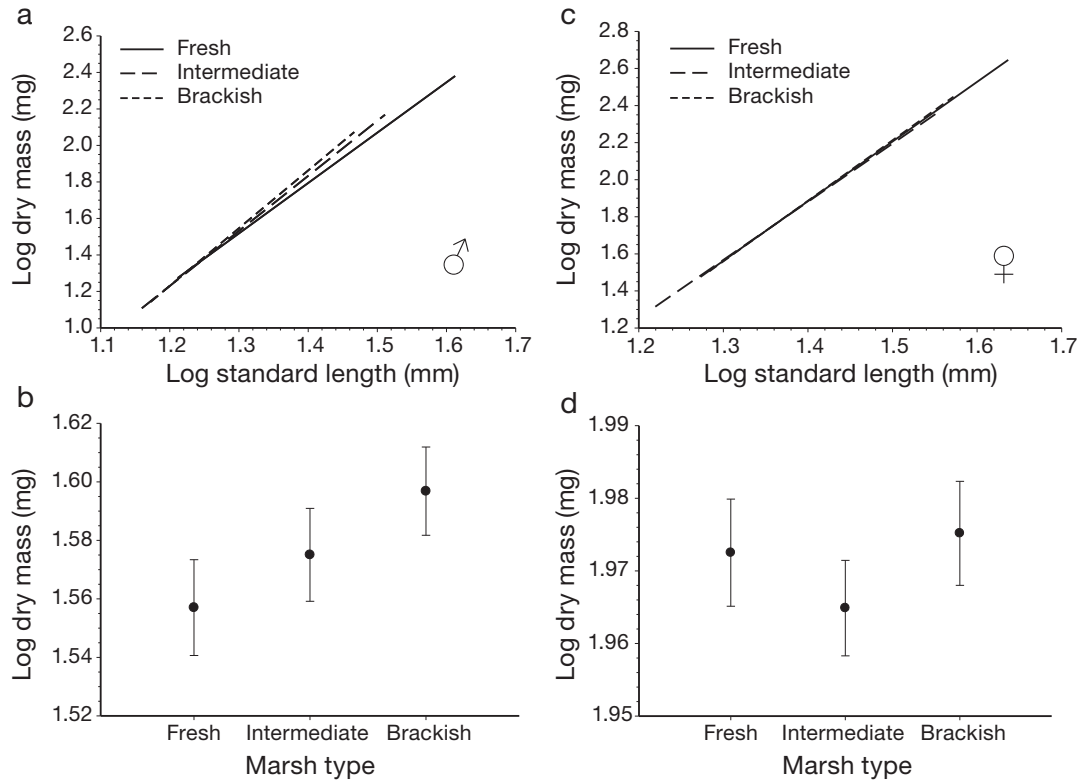 a
2.6
2.4
2.2
2.0
1.8
1.6
1.4
1.2
1.0
Log dry mass (mg)
Fresh
Intermediate
Brackish
♂
1.1 1.2 1.3 1.4 1.5 1.6 1.7
Log standard length (mm)
c
2.8
2.6
2.4
2.2
2.0
1.8
1.6
1.4
1.2
Log dry mass (mg)
Fresh
Intermediate
Brackish
♀
1.2 1.3 1.4 1.5 1.6 1.7
Log standard length (mm)
b
1.62
1.60
1.58
1.56
1.54
1.52
Log dry mass (mg)
Fresh Intermediate Brackish
Marsh type
d
1.99
1.98
1.97
1.96
1.95
Log dry mass (mg)
Fresh Intermediate Brackish
Marsh type